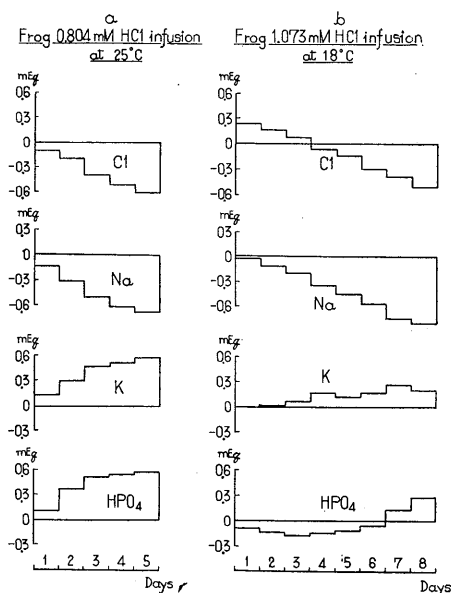 a
Frog 0.804 mM HCl infusion
at 25°C
mEq
0.6
0.3
0
-0.3
-0.6
Cl
mEq
0.3
0
-0.3
-0.6
Na
mEq
0.6
0.3
0
K
mEq
0.6
0.3
0
-0.3
HPO4
1 2 3 4 5
Days
b
Frog 1.073 mM HCl infusion
at 18°C
mEq
0.6
0.3
0
-0.3
-0.6
Cl
mEq
0.3
0
-0.3
-0.6
Na
mEq
0.6
0.3
0
K
mEq
0.6
0.3
0
-0.3
HPO4
1 2 3 4 5 6 7 8
Days